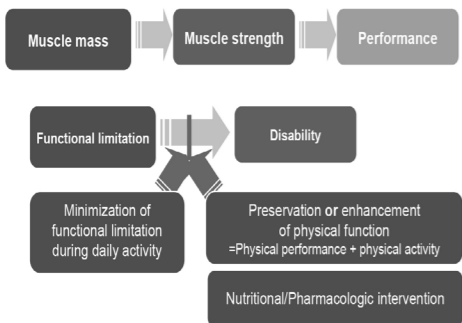 Muscle mass
Muscle strength
Performance
Functional limitation
Disability
Minimization of
functional limitation
during daily activity
Preservation or enhancement
of physical function
=Physical performance + physical activity
Nutritional/Pharmacologic intervention